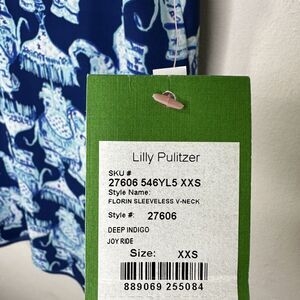 Lilly Pulitzer
SKU #
27606 546YL5 XXS
Style Name:
FLORIN SLEEVELESS V-NECK
Style #: 27606
DEEP INDIGO
JOY RIDE
Size: XXS
889069 255084